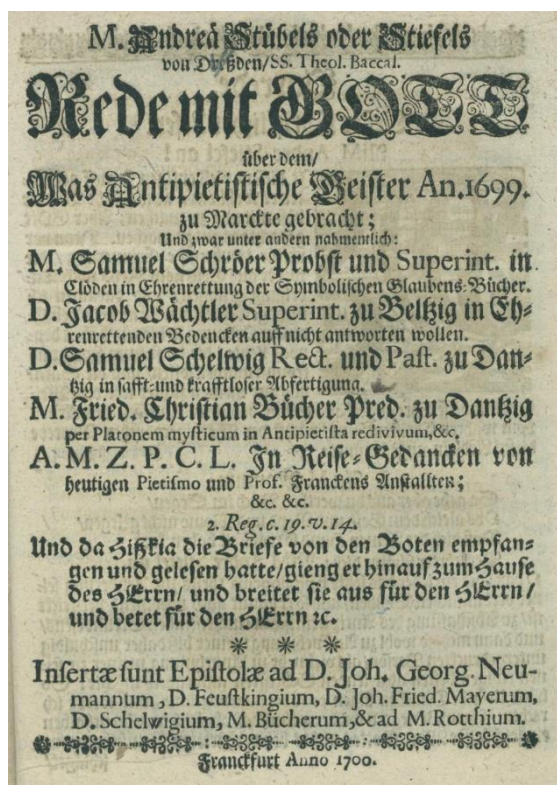 M. Andreä Stübels oder Stiefels
von Dreßden/SS. Theol. Baccal.
Rede mit GOTT
über dem/
Was Antipietistische Geister An.1699.
zu Marckte gebracht;
Und zwar unter andern nahmentlich:
M. Samuel Schröer Probst und Superint. in
Clöden in Ehrenrettung der Symbolischen Glaubens-Bücher.
D. Jacob Wächtler Superint. zu Beltzig in Eh-
renrettenden Bedencken auff nicht antworten wollen.
D. Samuel Schelwig Rect. und Past. zu Dan-
tzig in safft- und krafftloser Abfertigung.
M. Fried. Christian Bücher Pred. zu Dantzig
per Platonem mysticum in Antipietista redivivum, &c.
A. M. Z. P. C. L. In Reise-Gedancken von
heutigen Pietismo und Prof. Franckens Anstallten;
&c. &c.
2. Reg. c. 19. v. 14.
Und da Hißkia die Briefe von den Boten empfan-
gen und gelesen hatte/gieng er hinauf zum Hause
des HErrn/ und breitet sie aus für den HErrn/
und betet für den HErrn ꝛc.
* * *
Insertæ sunt Epistolæ ad D. Joh. Georg. Neu-
mannum, D. Feustkingium, D. Joh. Fried. Mayerum,
D. Schelwigium, M. Bücherum, & ad M. Rotthium.
Franckfurt Anno 1700.